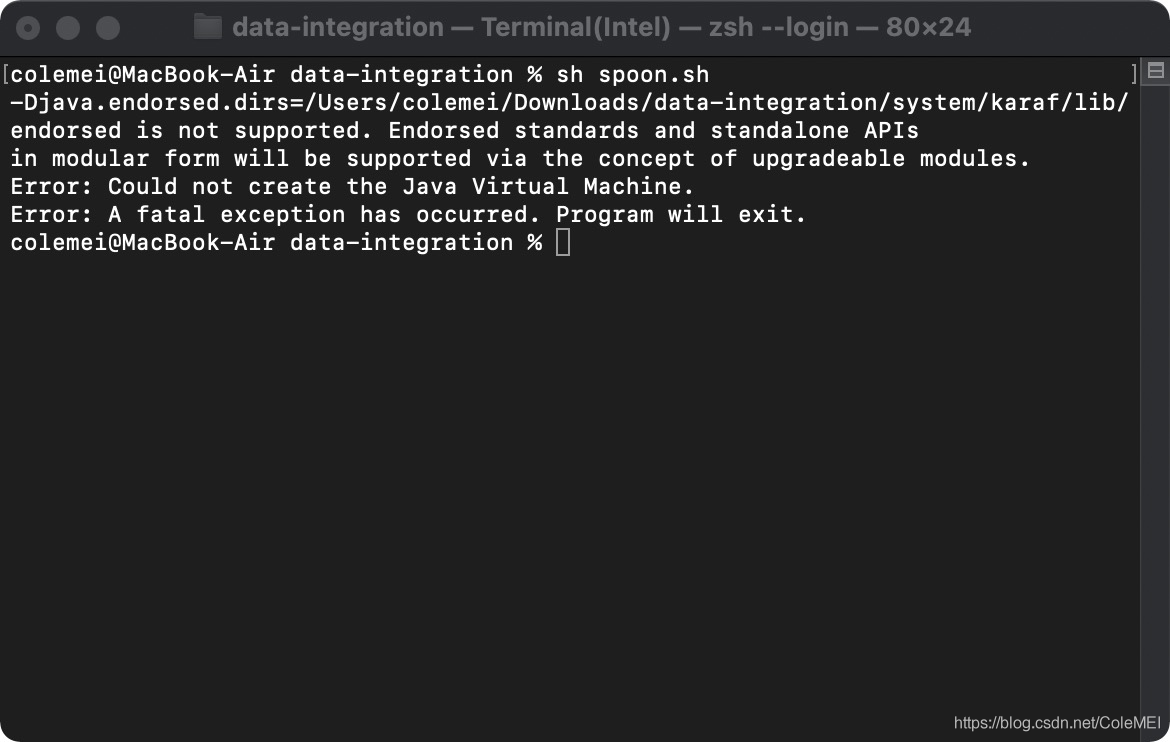 data-integration — Terminal(Intel) — zsh --login — 80×24
[colemei@MacBook-Air data-integration % sh spoon.sh ]
-Djava.endorsed.dirs=/Users/colemei/Downloads/data-integration/system/karaf/lib/
endorsed is not supported. Endorsed standards and standalone APIs
in modular form will be supported via the concept of upgradeable modules.
Error: Could not create the Java Virtual Machine.
Error: A fatal exception has occurred. Program will exit.
colemei@MacBook-Air data-integration %
https://blog.csdn.net/ColeMEI